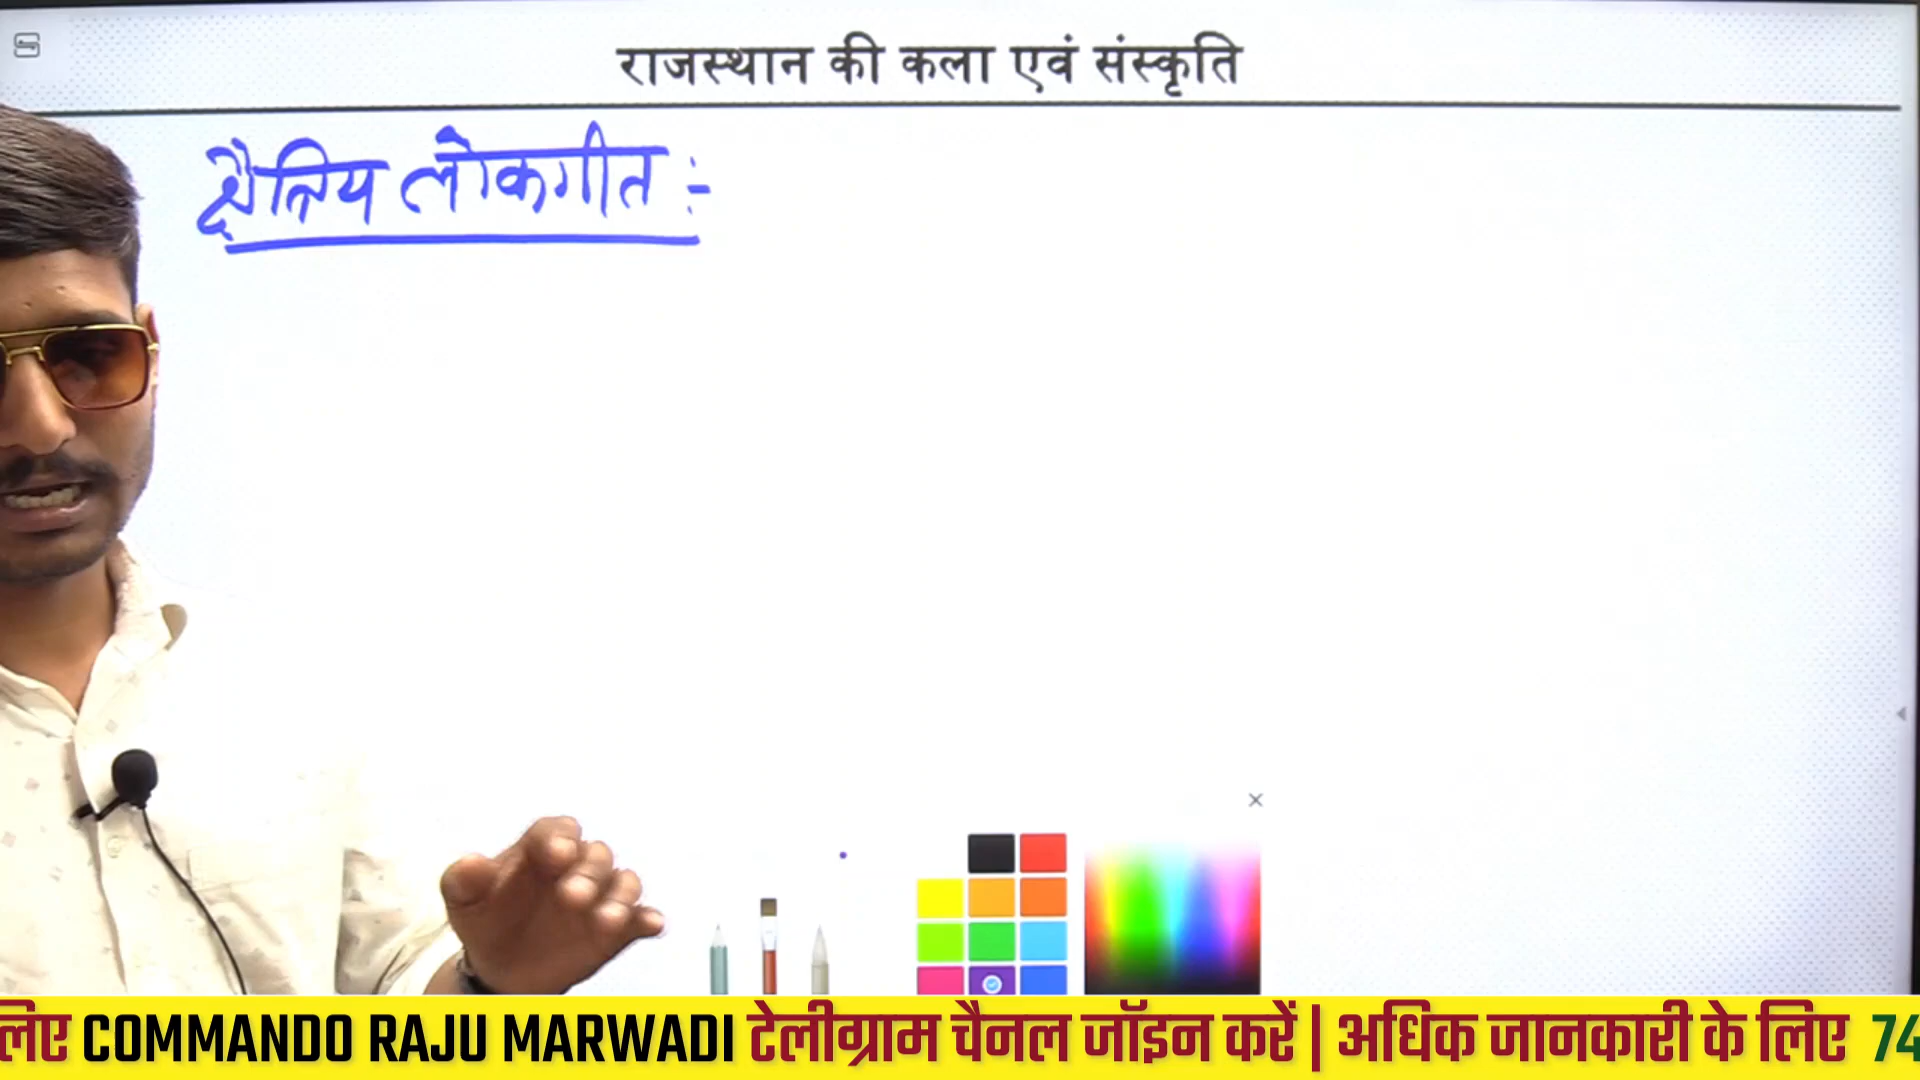 राजस्थान की कला एवं संस्कृति
क्षैत्रिय लोकगीत :-
लिए COMMANDO RAJU MARWADI टेलीग्राम चैनल जॉइन करें | अधिक जानकारी के लिए 74